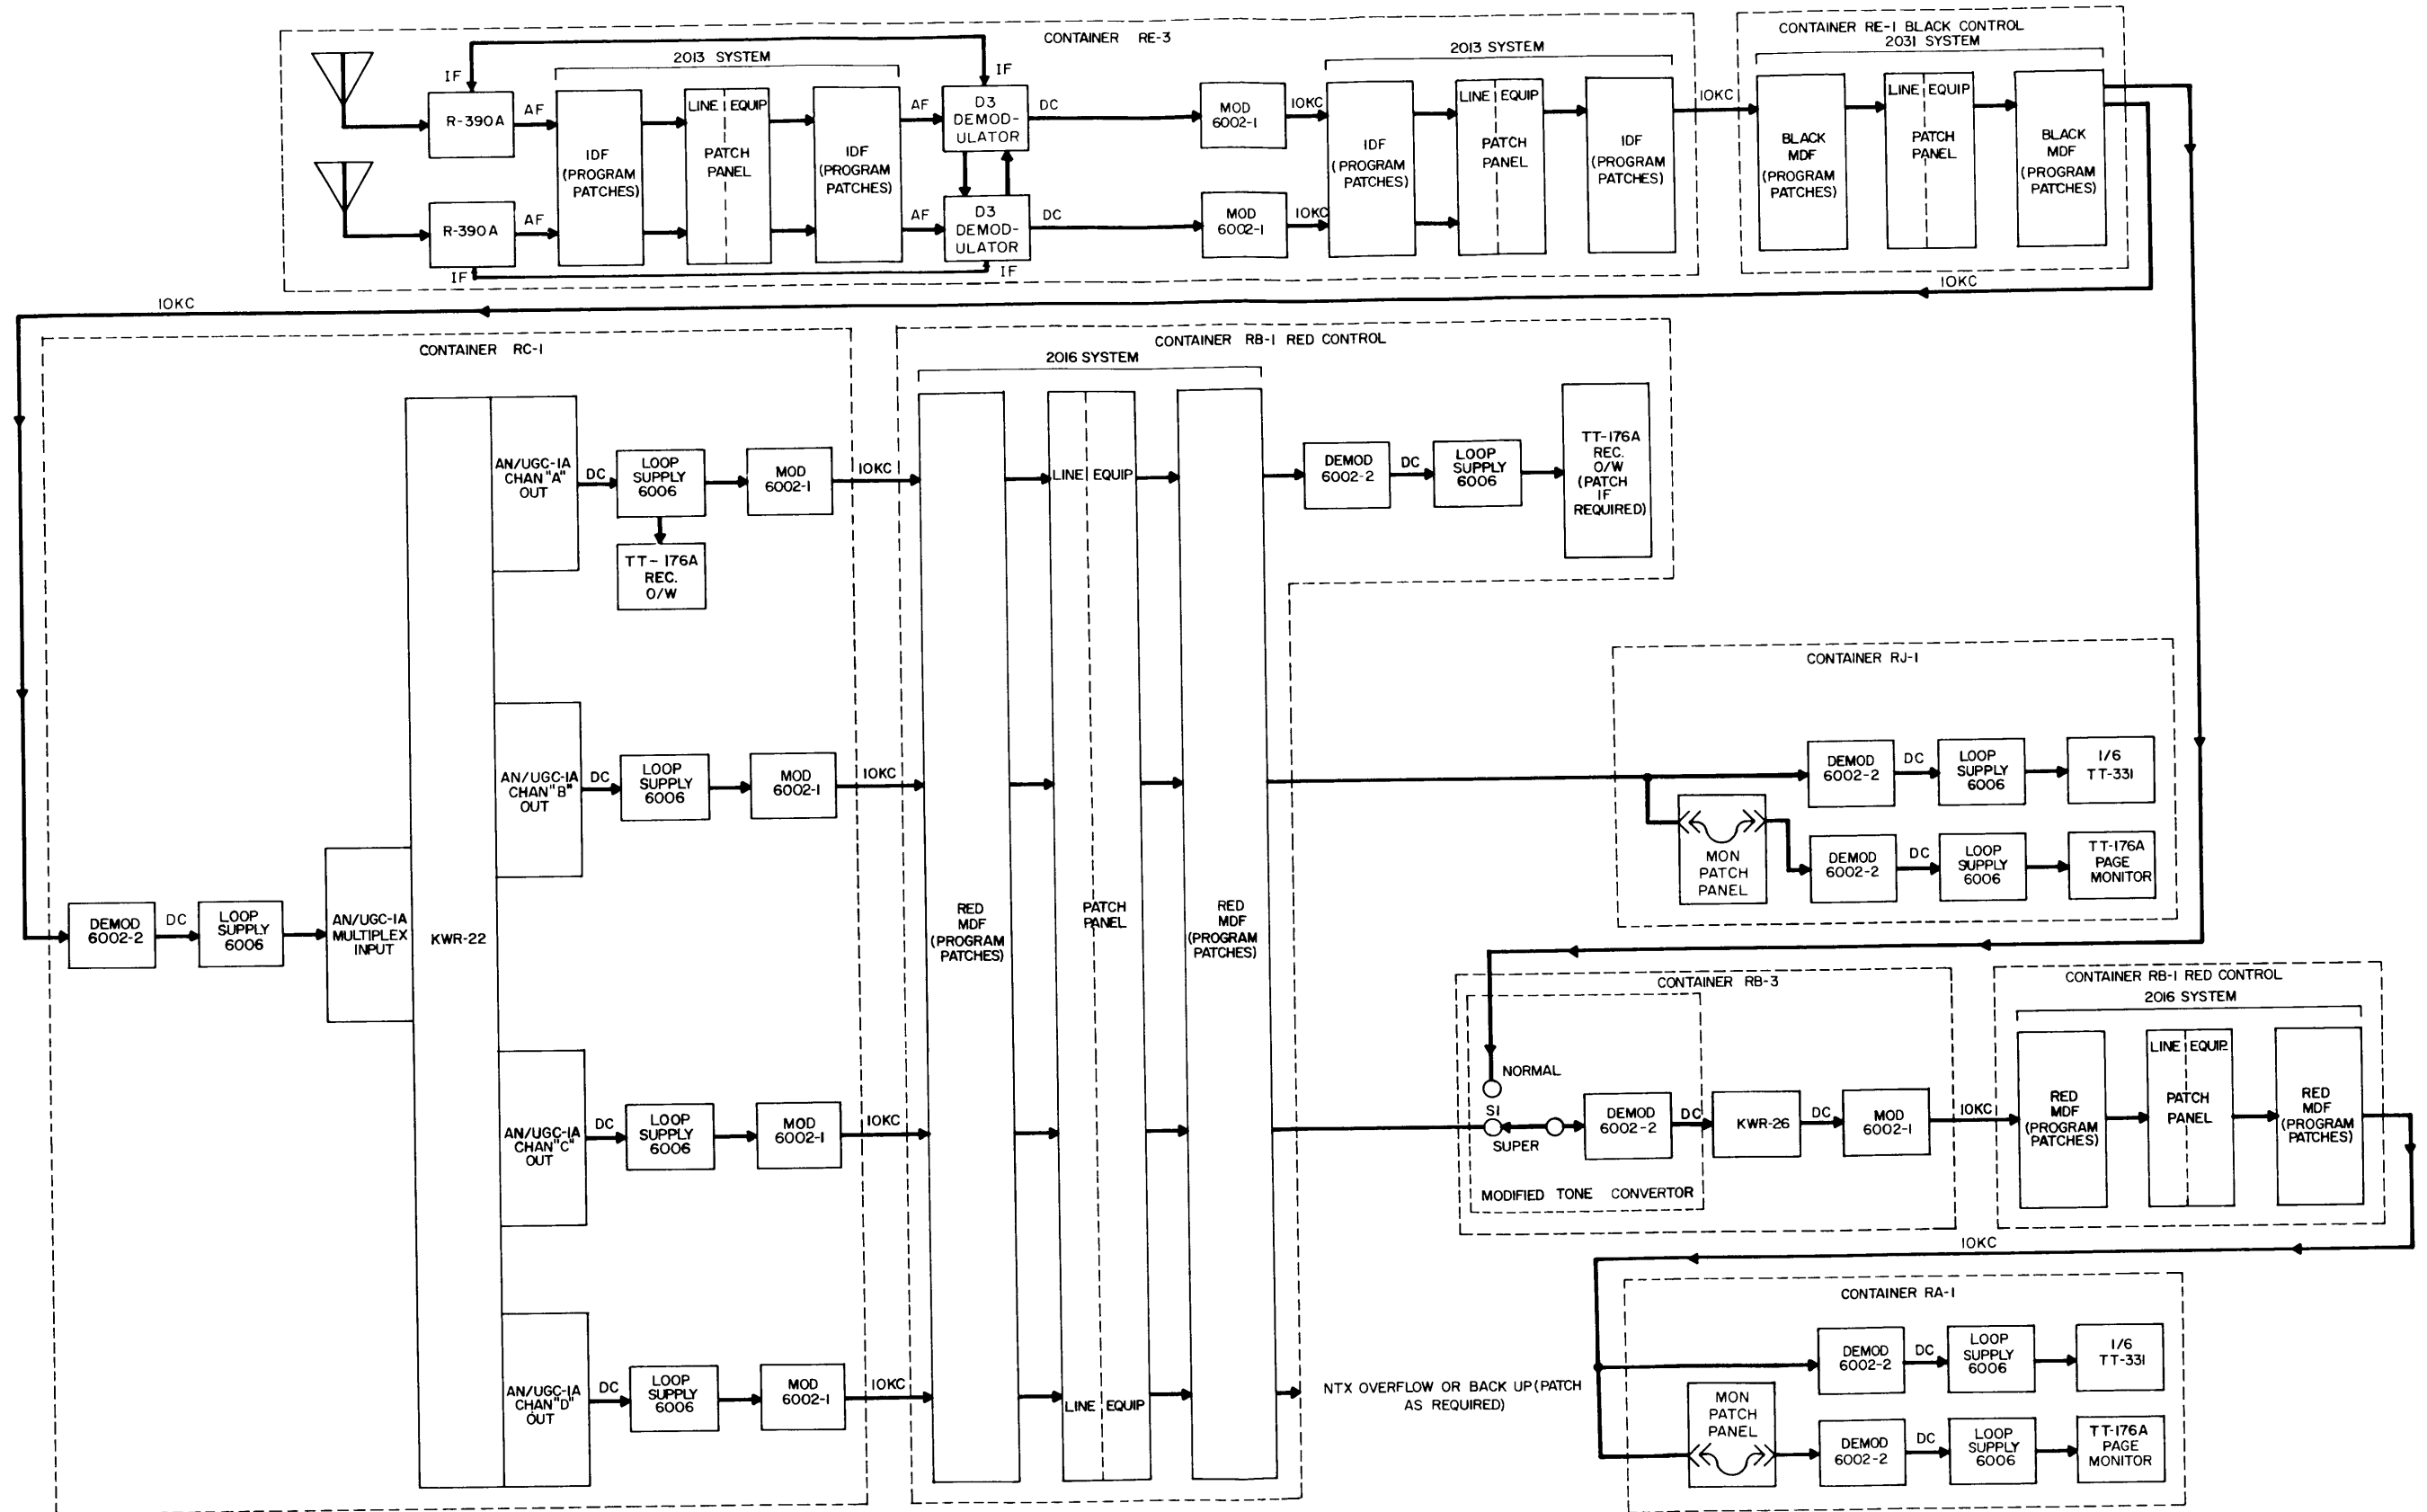 CONTAINER RE-3
2013 SYSTEM
IF
IF
R-390A
AF
IDF
(PROGRAM
PATCHES)
LINE EQUIP
PATCH
PANEL
IDF
(PROGRAM
PATCHES)
AF
D3
DEMOD-
ULATOR
DC
MOD
6002-1
10KC
R-390A
AF
AF
D3
DEMOD-
ULATOR
DC
MOD
6002-1
10KC
IF
IF
2013 SYSTEM
IDF
(PROGRAM
PATCHES)
LINE EQUIP
PATCH
PANEL
IDF
(PROGRAM
PATCHES)
10KC
CONTAINER RE-1 BLACK CONTROL
2031 SYSTEM
BLACK
MDF
(PROGRAM
PATCHES)
LINE EQUIP
PATCH
PANEL
BLACK
MDF
(PROGRAM
PATCHES)
10KC
10KC
CONTAINER RC-1
DEMOD
6002-2
DC
LOOP
SUPPLY
6006
AN/UGC-1A
MULTIPLEX
INPUT
KWR-22
AN/UGC-1A
CHAN "A"
OUT
DC
LOOP
SUPPLY
6006
MOD
6002-1
10KC
TT-176A
REC.
O/W
AN/UGC-1A
CHAN "B"
OUT
DC
LOOP
SUPPLY
6006
MOD
6002-1
10KC
AN/UGC-1A
CHAN "C"
OUT
DC
LOOP
SUPPLY
6006
MOD
6002-1
10KC
AN/UGC-1A
CHAN "D"
OUT
DC
LOOP
SUPPLY
6006
MOD
6002-1
10KC
CONTAINER RB-1 RED CONTROL
2016 SYSTEM
RED
MDF
(PROGRAM
PATCHES)
LINE EQUIP
PATCH
PANEL
LINE EQUIP
RED
MDF
(PROGRAM
PATCHES)
DEMOD
6002-2
DC
LOOP
SUPPLY
6006
TT-176A
REC.
O/W
(PATCH
IF
REQUIRED)
CONTAINER RJ-1
DEMOD
6002-2
DC
LOOP
SUPPLY
6006
1/6
TT-331
MON
PATCH
PANEL
DEMOD
6002-2
DC
LOOP
SUPPLY
6006
TT-176A
PAGE
MONITOR
CONTAINER RB-3
NORMAL
S1
SUPER
DEMOD
6002-2
DC
KWR-26
DC
MOD
6002-1
10KC
MODIFIED TONE CONVERTOR
CONTAINER RB-1 RED CONTROL
2016 SYSTEM
RED
MDF
(PROGRAM
PATCHES)
LINE EQUIP.
PATCH
PANEL
RED
MDF
(PROGRAM
PATCHES)
10KC
NTX OVERFLOW OR BACK UP (PATCH
AS REQUIRED)
CONTAINER RA-1
DEMOD
6002-2
DC
LOOP
SUPPLY
6006
1/6
TT-331
MON
PATCH
PANEL
DEMOD
6002-2
DC
LOOP
SUPPLY
6006
TT-176A
PAGE
MONITOR